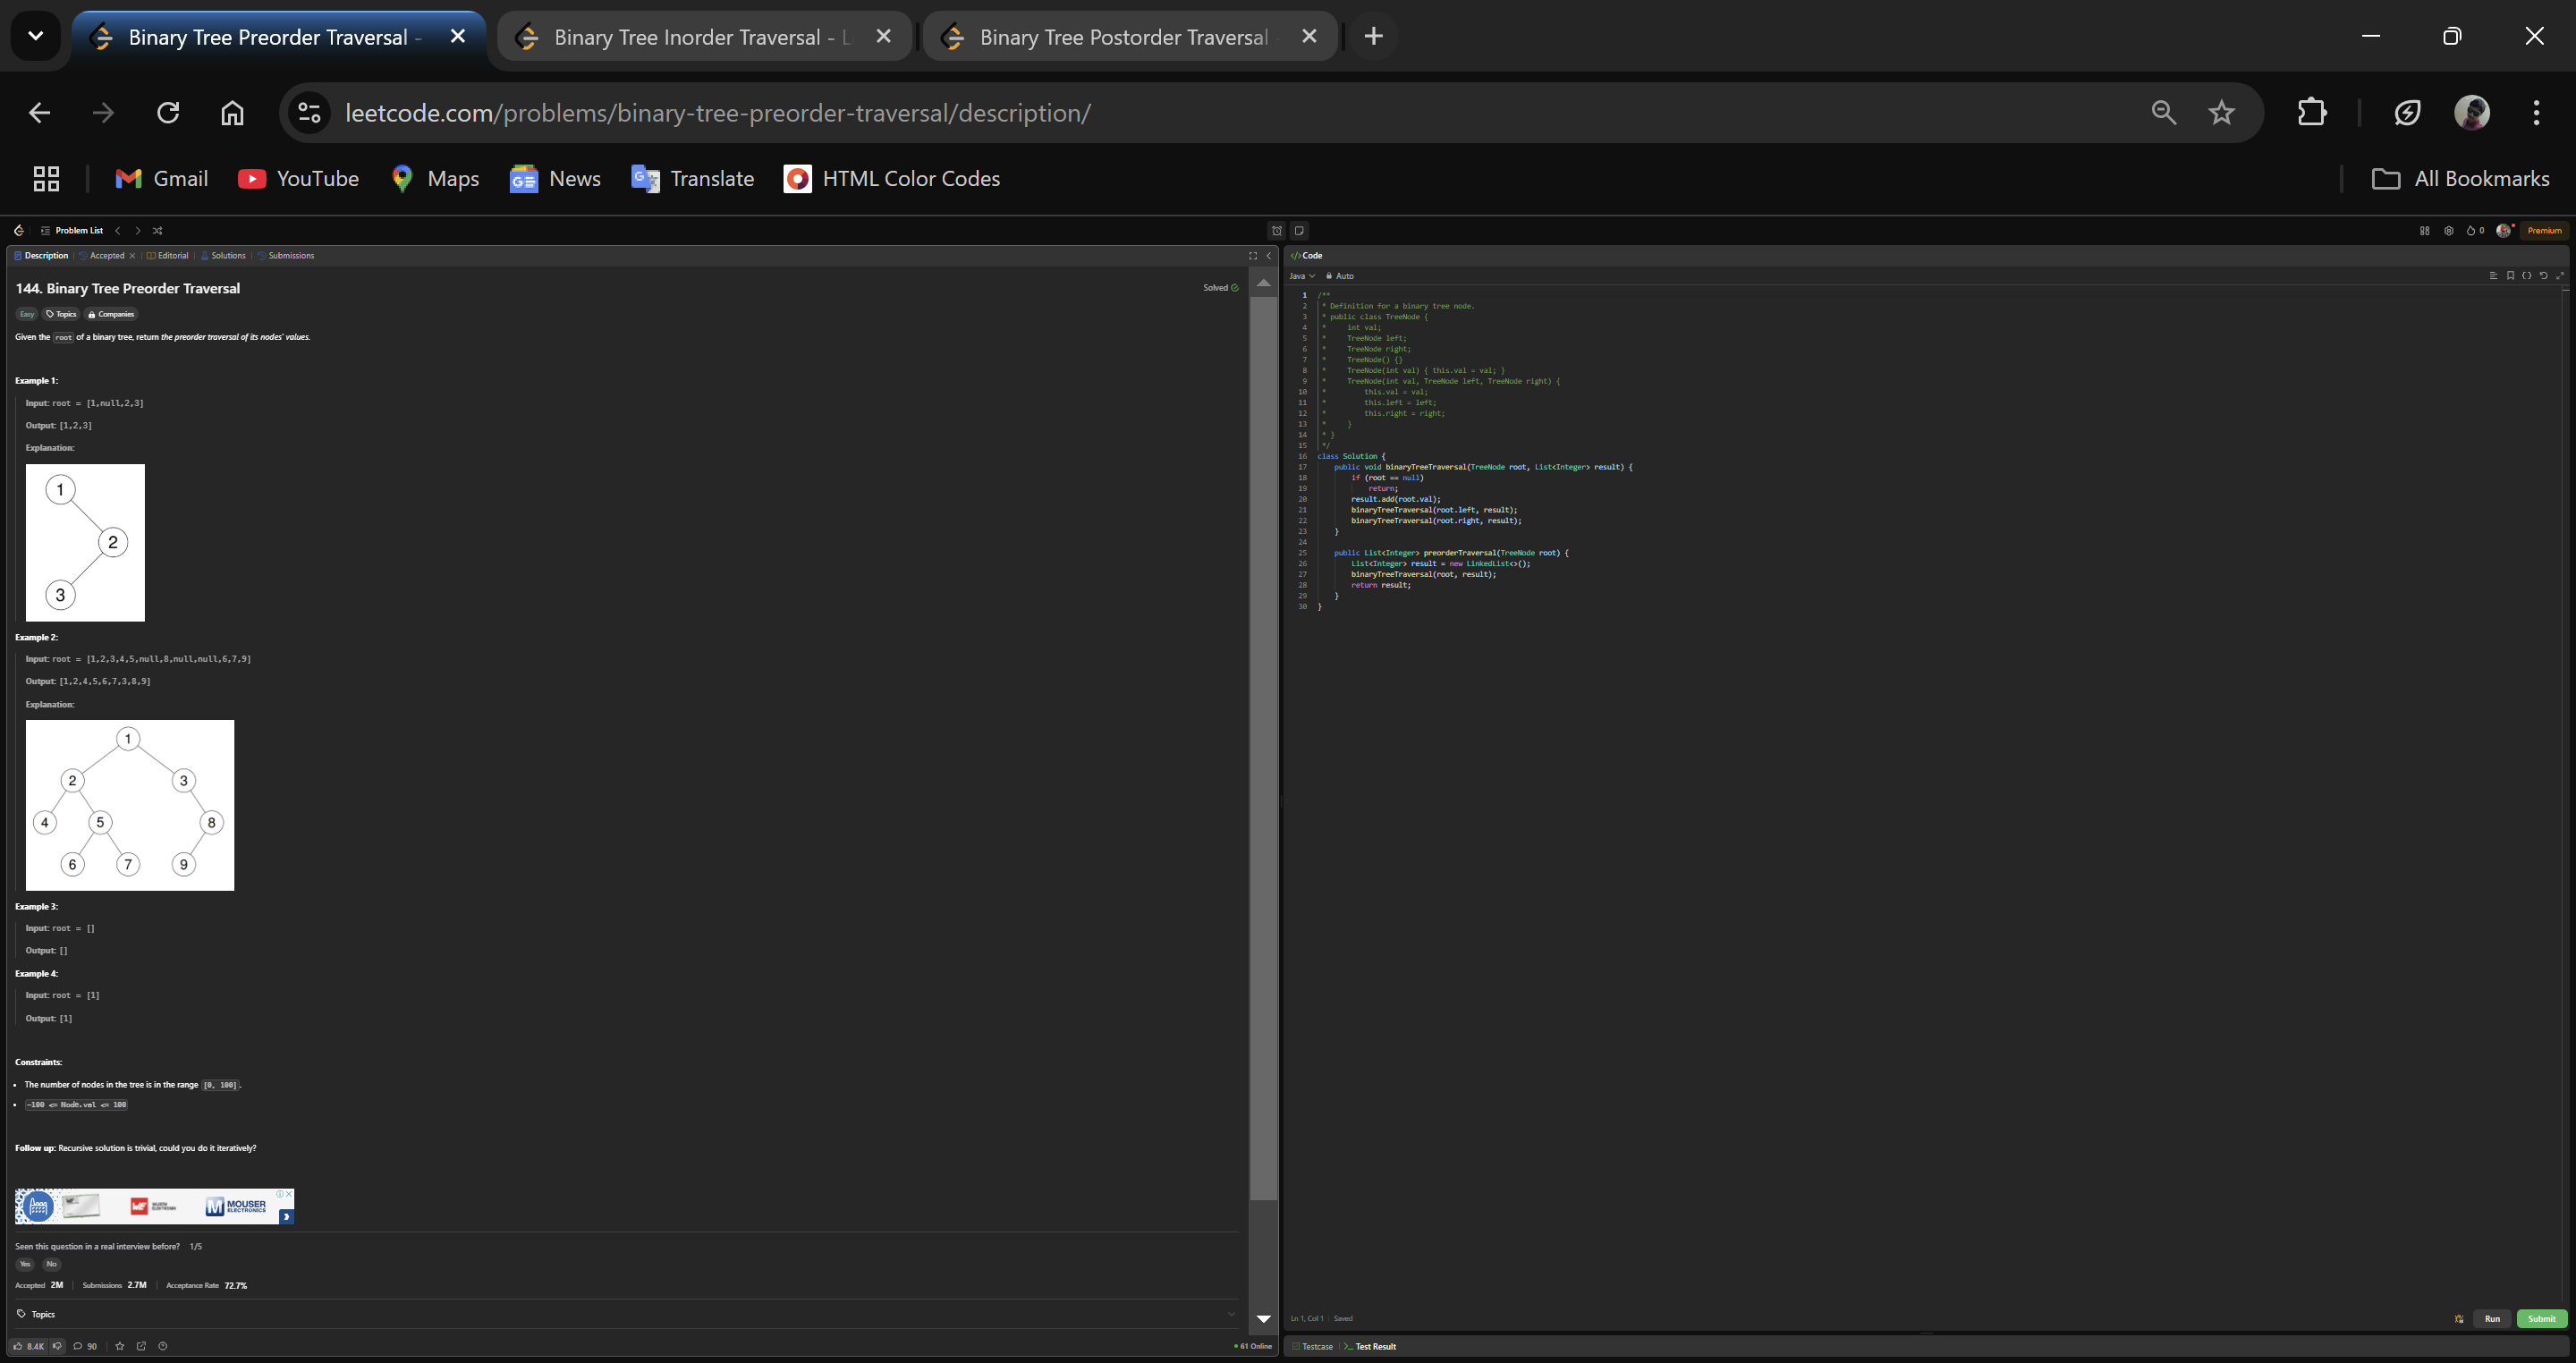 Binary Tree Preorder Traversal -
Binary Tree Inorder Traversal - L
Binary Tree Postorder Traversal
leetcode.com/problems/binary-tree-preorder-traversal/description/
Gmail YouTube Maps News Translate HTML Color Codes All Bookmarks
Problem List 0 Premium
Description Accepted Editorial Solutions Submissions
144. Binary Tree Preorder Traversal
Solved
Easy Topics Companies
Given the root of a binary tree, return the preorder traversal of its nodes' values.
Example 1:
Input: root = [1,null,2,3]
Output: [1,2,3]
Explanation:
1
2
3
Example 2:
Input: root = [1,2,3,4,5,null,8,null,null,6,7,9]
Output: [1,2,4,5,6,7,3,8,9]
Explanation:
1
2 3
4 5 8
6 7 9
Example 3:
Input: root = []
Output: []
Example 4:
Input: root = [1]
Output: [1]
Constraints:
• The number of nodes in the tree is in the range [0, 100].
• -100 <= Node.val <= 100
Follow up: Recursive solution is trivial, could you do it iteratively?
MOUSER
ELECTRONICS
Seen this question in a real interview before? 1/5
Yes No
Accepted 2M Submissions 2.7M Acceptance Rate 72.7%
Topics
8.4K 90 61 Online
</>Code
Java Auto
1 /**
2 * Definition for a binary tree node.
3 * public class TreeNode {
4 * int val;
5 * TreeNode left;
6 * TreeNode right;
7 * TreeNode() {}
8 * TreeNode(int val) { this.val = val; }
9 * TreeNode(int val, TreeNode left, TreeNode right) {
10 * this.val = val;
11 * this.left = left;
12 * this.right = right;
13 * }
14 * }
15 */
16 class Solution {
17 public void binaryTreeTraversal(TreeNode root, List<Integer> result) {
18 if (root == null)
19 return;
20 result.add(root.val);
21 binaryTreeTraversal(root.left, result);
22 binaryTreeTraversal(root.right, result);
23 }
24
25 public List<Integer> preorderTraversal(TreeNode root) {
26 List<Integer> result = new LinkedList<>();
27 binaryTreeTraversal(root, result);
28 return result;
29 }
30 }
Ln 1, Col 1 Saved
Run Submit
Testcase >_ Test Result